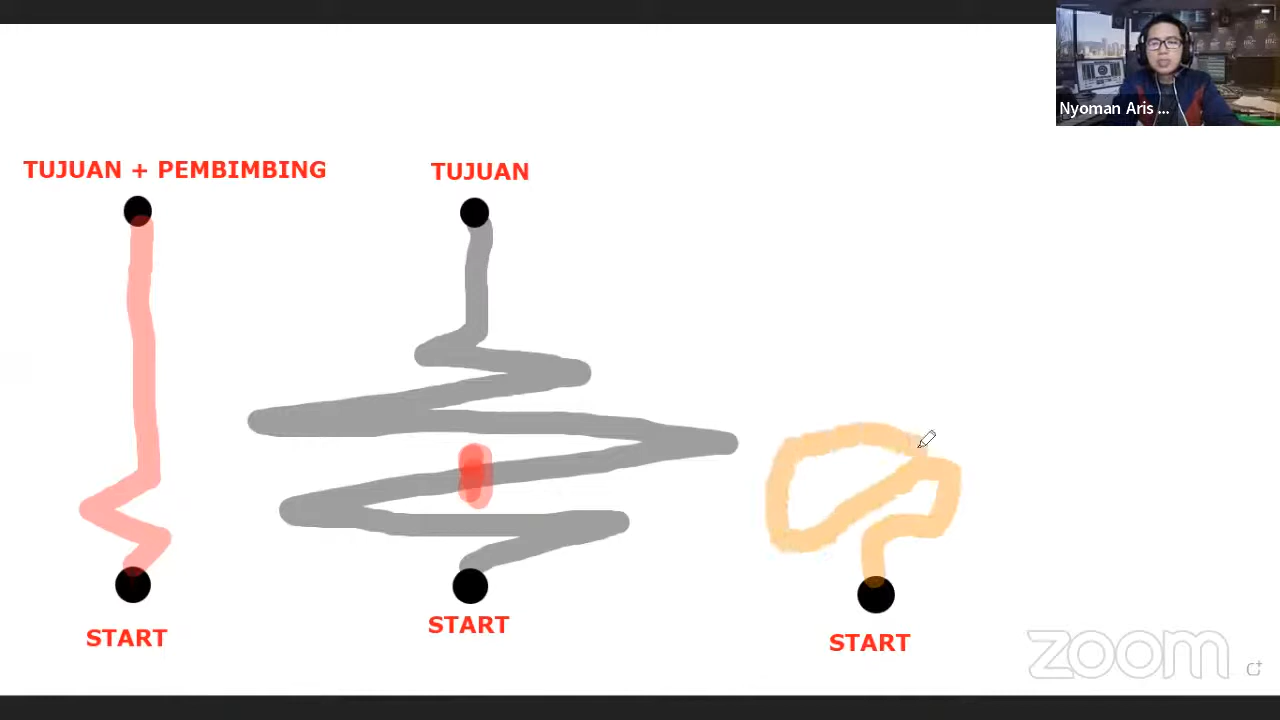 Nyoman Aris ...
TUJUAN + PEMBIMBING
TUJUAN
START
START
START
zoom